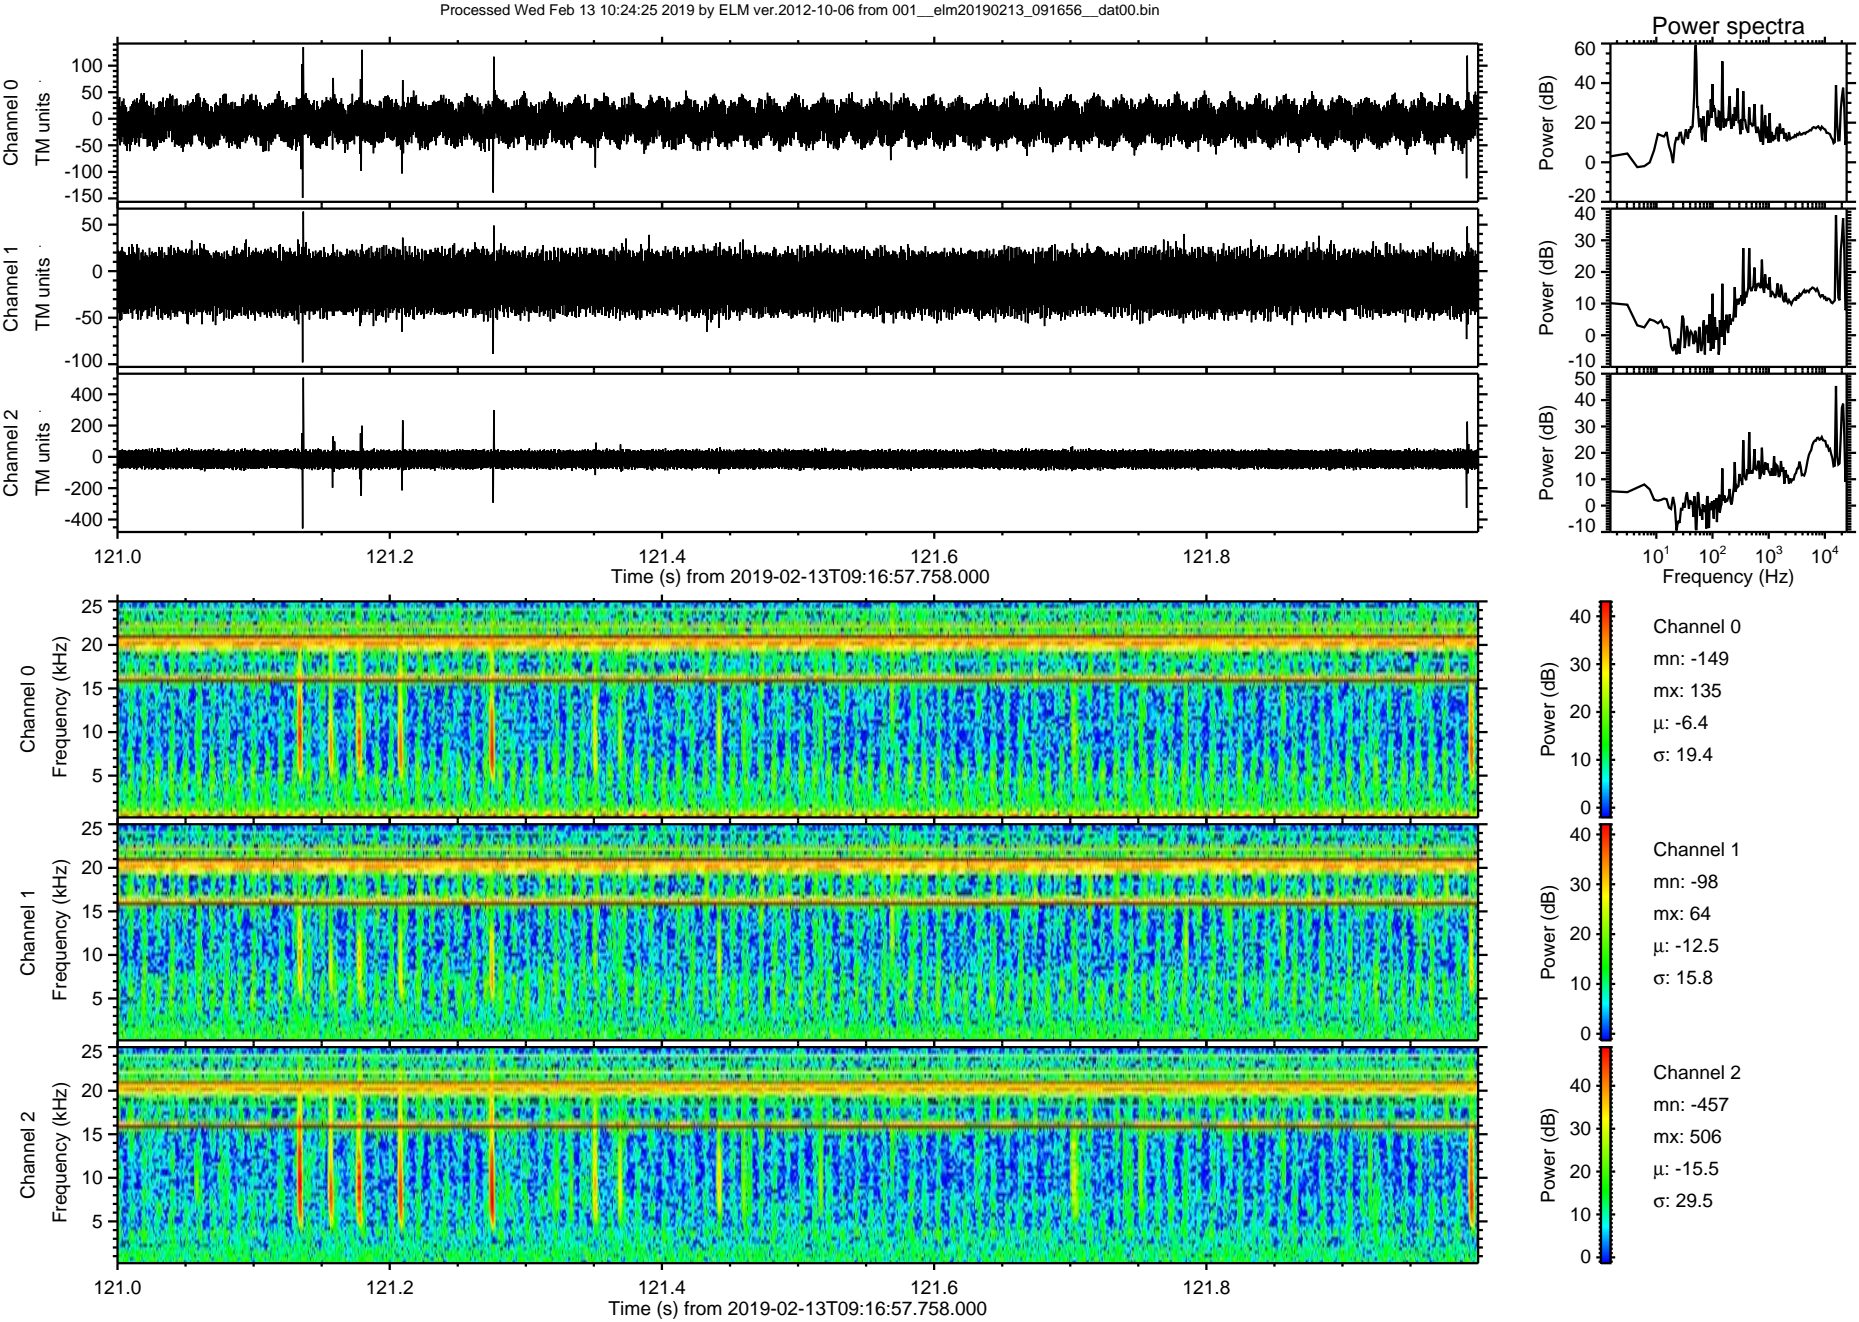 Processed Wed Feb 13 10:24:25 2019 by ELM ver.2012-10-06 from 001__elm20190213_091656__dat00.bin
Power spectra
Channel 0
TM units
100
50
0
-50
-100
-150
Power (dB)
60
40
20
0
-20
Channel 1
TM units
50
0
-50
-100
Power (dB)
40
30
20
10
0
-10
Channel 2
TM units
400
200
0
-200
-400
Power (dB)
50
40
30
20
10
0
-10
121.0 121.2 121.4 121.6 121.8
Time (s) from 2019-02-13T09:16:57.758.000
10¹ 10² 10³ 10⁴
Frequency (Hz)
Channel 0
Frequency (kHz)
25
20
15
10
5
Power (dB)
40
30
20
10
0
Channel 0
mn: -149
mx: 135
μ: -6.4
σ: 19.4
Channel 1
Frequency (kHz)
25
20
15
10
5
Power (dB)
40
30
20
10
0
Channel 1
mn: -98
mx: 64
μ: -12.5
σ: 15.8
Channel 2
Frequency (kHz)
25
20
15
10
5
Power (dB)
40
30
20
10
0
Channel 2
mn: -457
mx: 506
μ: -15.5
σ: 29.5
121.0 121.2 121.4 121.6 121.8
Time (s) from 2019-02-13T09:16:57.758.000